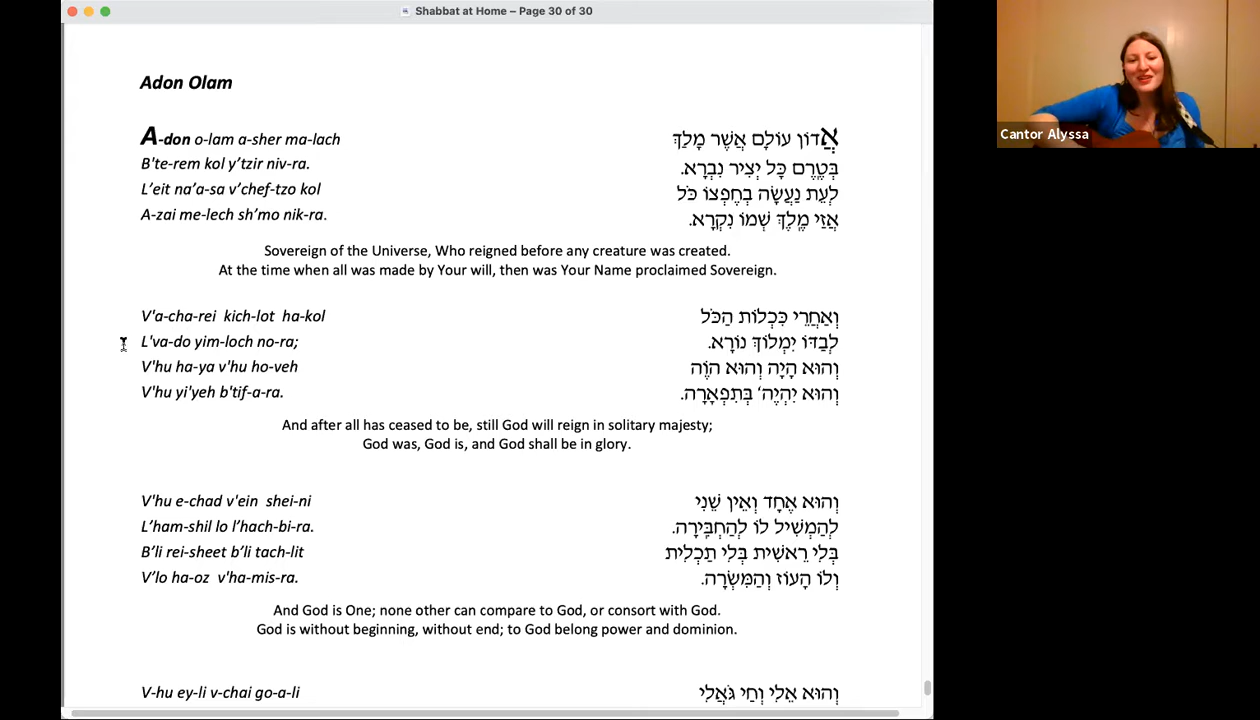 Shabbat at Home – Page 30 of 30
Adon Olam
A-don o-lam a-sher ma-lach
אֲדוֹן עוֹלָם אֲשֶׁר מָלַךְ
B'te-rem kol y’tzir niv-ra.
בְּטֶֽרֶם כָּל יְצִיר נִבְרָא.
L’eit na’a-sa v’chef-tzo kol
לְעֵת נַעֲשָׂה בְחֶפְצוֹ כֹּל
A-zai me-lech sh’mo nik-ra.
אֲזַי מֶֽלֶךְ שְׁמוֹ נִקְרָא.
Sovereign of the Universe, Who reigned before any creature was created.
At the time when all was made by Your will, then was Your Name proclaimed Sovereign.
V'a-cha-rei kich-lot ha-kol
וְאַחֲרֵי כִּכְלוֹת הַכֹּל
L'va-do yim-loch no-ra;
לְבַדּוֹ יִמְלוֹךְ נוֹרָא.
V'hu ha-ya v'hu ho-veh
וְהוּא הָיָה וְהוּא הֹוֶה
V'hu yi'yeh b'tif-a-ra.
וְהוּא יִהְיֶה‘ בְּתִפְאָרָה.
And after all has ceased to be, still God will reign in solitary majesty;
God was, God is, and God shall be in glory.
V'hu e-chad v'ein shei-ni
וְהוּא אֶחָד וְאֵין שֵׁנִי
L’ham-shil lo l’hach-bi-ra.
לְהַמְשִׁיל לוֹ לְהַחְבִּֽירָה.
B’li rei-sheet b’li tach-lit
בְּלִי רֵאשִׁית בְּלִי תַכְלִית
V’lo ha-oz v'ha-mis-ra.
וְלוֹ הָעוֹז וְהַמִּשְׂרָה.
And God is One; none other can compare to God, or consort with God.
God is without beginning, without end; to God belong power and dominion.
V-hu ey-li v-chai go-a-li
וְהוּא אֵלִי וְחַי גֹּאֲלִי
Cantor Alyssa